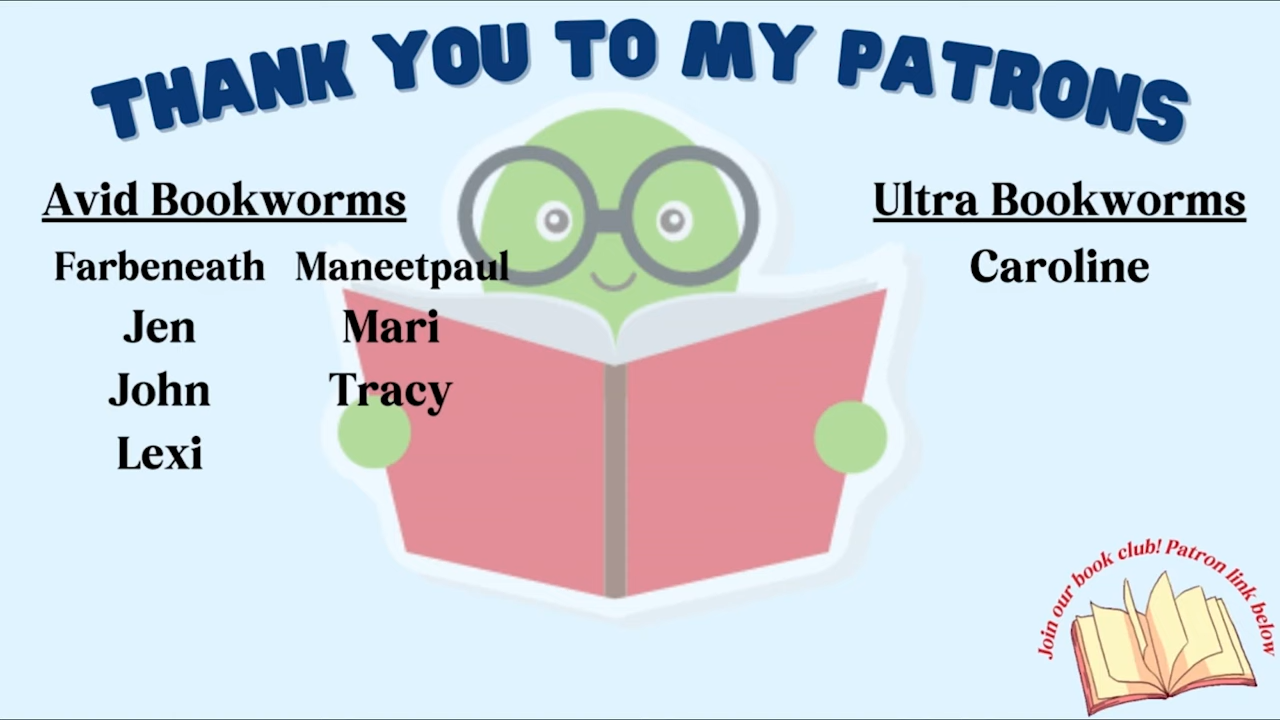 THANK YOU TO MY PATRONS
Avid Bookworms
Farbeneath Maneetpaul
Jen Mari
John Tracy
Lexi
Ultra Bookworms
Caroline
Join our book club! Patron link below